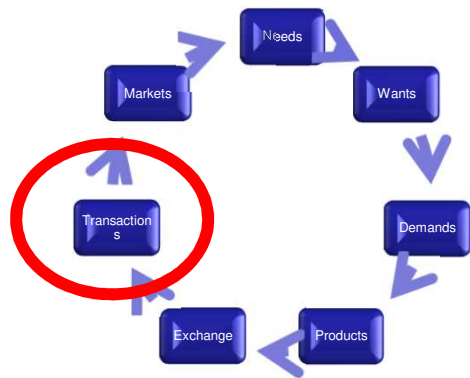 Needs
Wants
Demands
Products
Exchange
Transaction
s
Markets